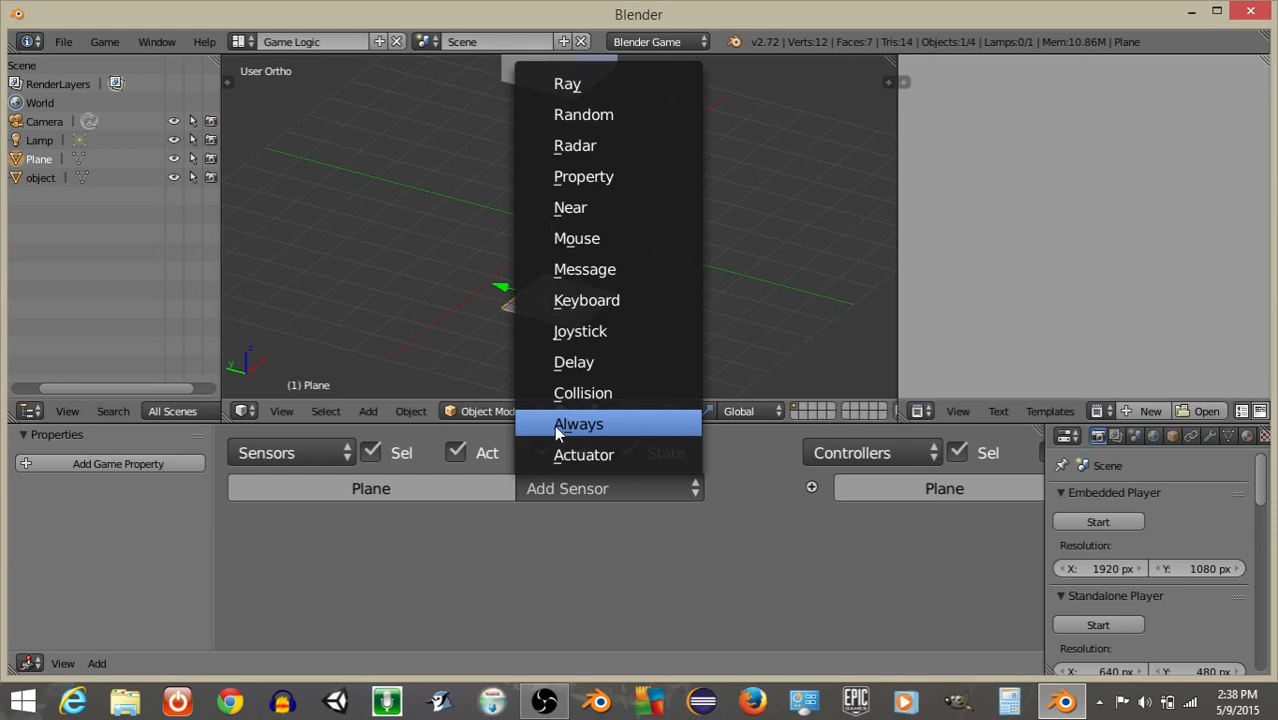 Blender
File Game Window Help Game Logic Scene Blender Game v2.72 | Verts:12 | Faces:7 | Tris:14 | Objects:1/4 | Lamps:0/1 | Mem:10.86M | Plane
Scene
RenderLayers
World
Camera
Lamp
Plane
object
User Ortho
(1) Plane
Ray
Random
Radar
Property
Near
Mouse
Message
Keyboard
Joystick
Delay
Collision
Always
Actuator
View Search All Scenes View Select Add Object Object Mod Global View Text Templates New Open
Properties
Add Game Property
Sensors Sel Act State Controllers Sel
Plane Add Sensor Plane
Scene
Embedded Player
Start
Resolution:
X: 1920 px Y: 1080 px
Standalone Player
Start
Resolution:
X: 640 px Y: 480 px
View Add
EPIC GAMES
2:38 PM
5/9/2015